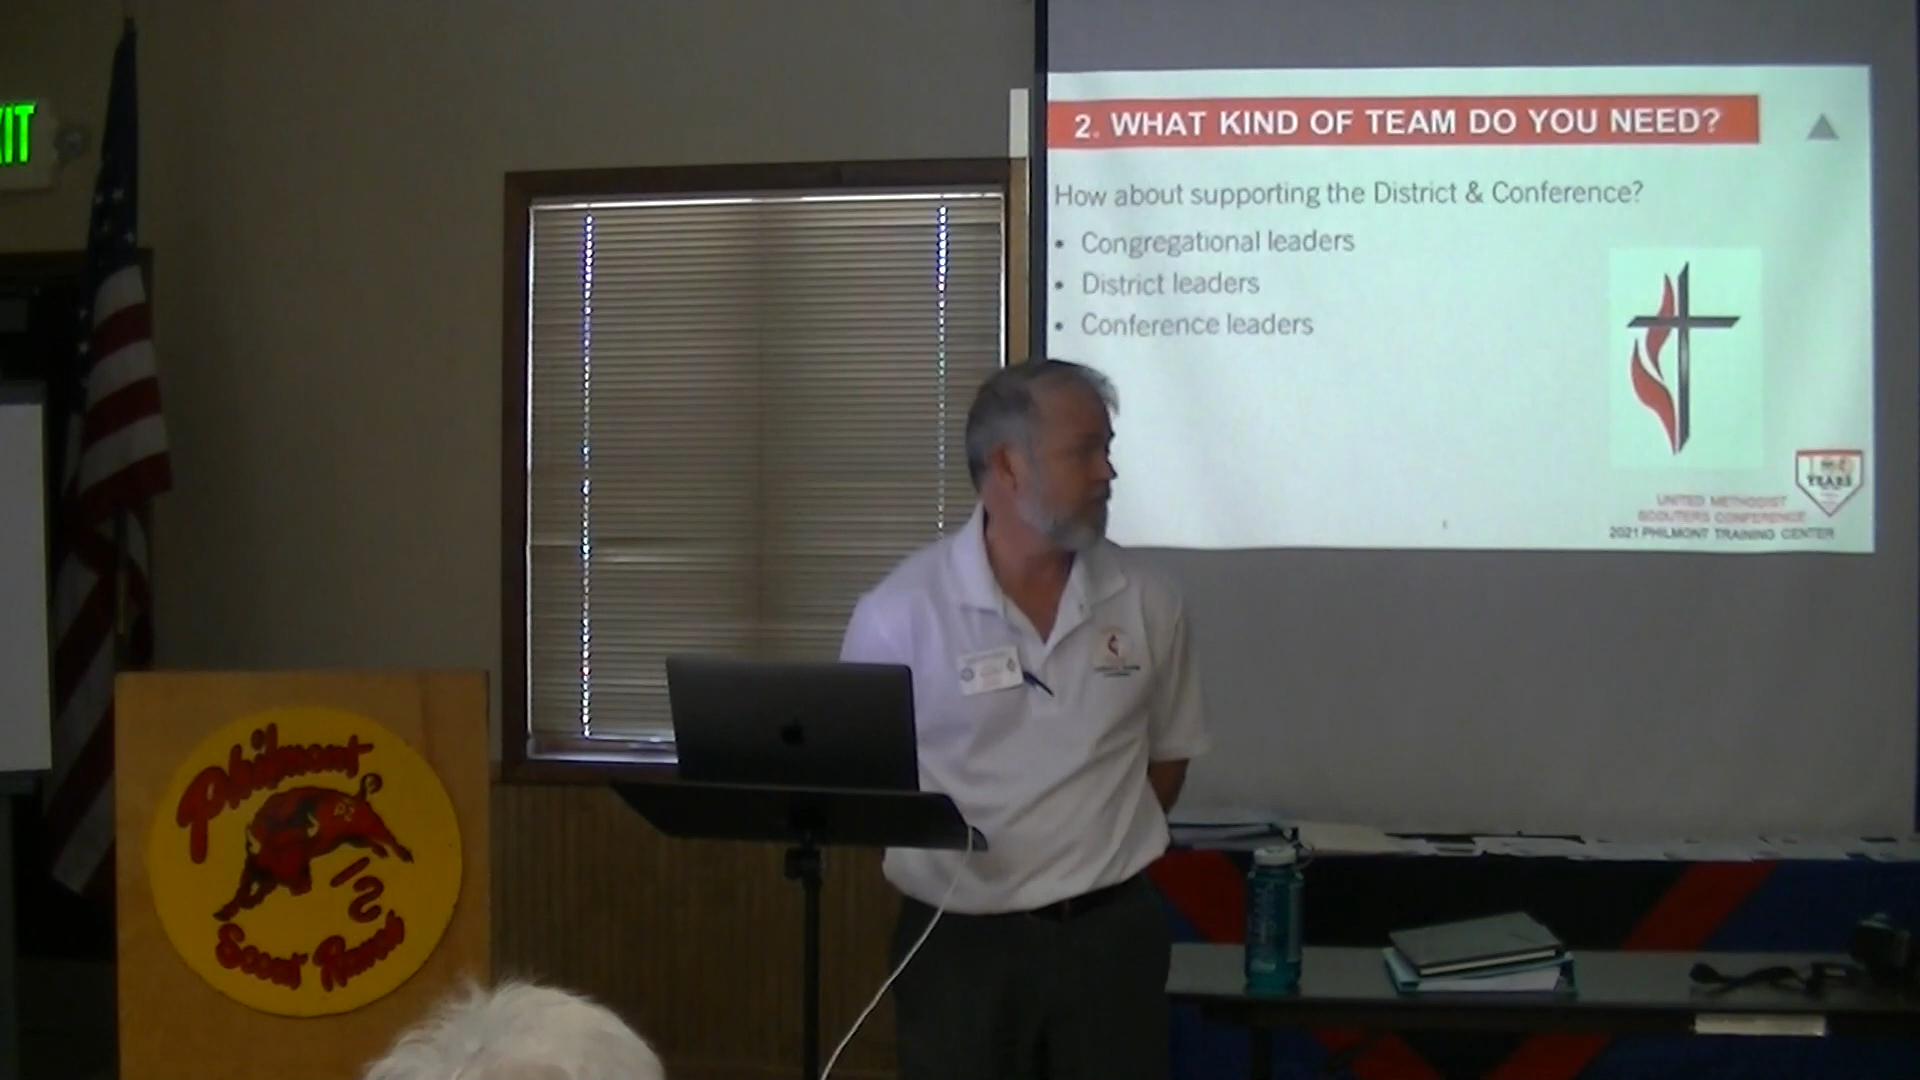 XIT
2. WHAT KIND OF TEAM DO YOU NEED?
How about supporting the District & Conference?
• Congregational leaders
• District leaders
• Conference leaders
YEARS
UNITED METHODIST
SCOUTERS CONFERENCE
2021 PHILMONT TRAINING CENTER
Philmont
Scout Ranch